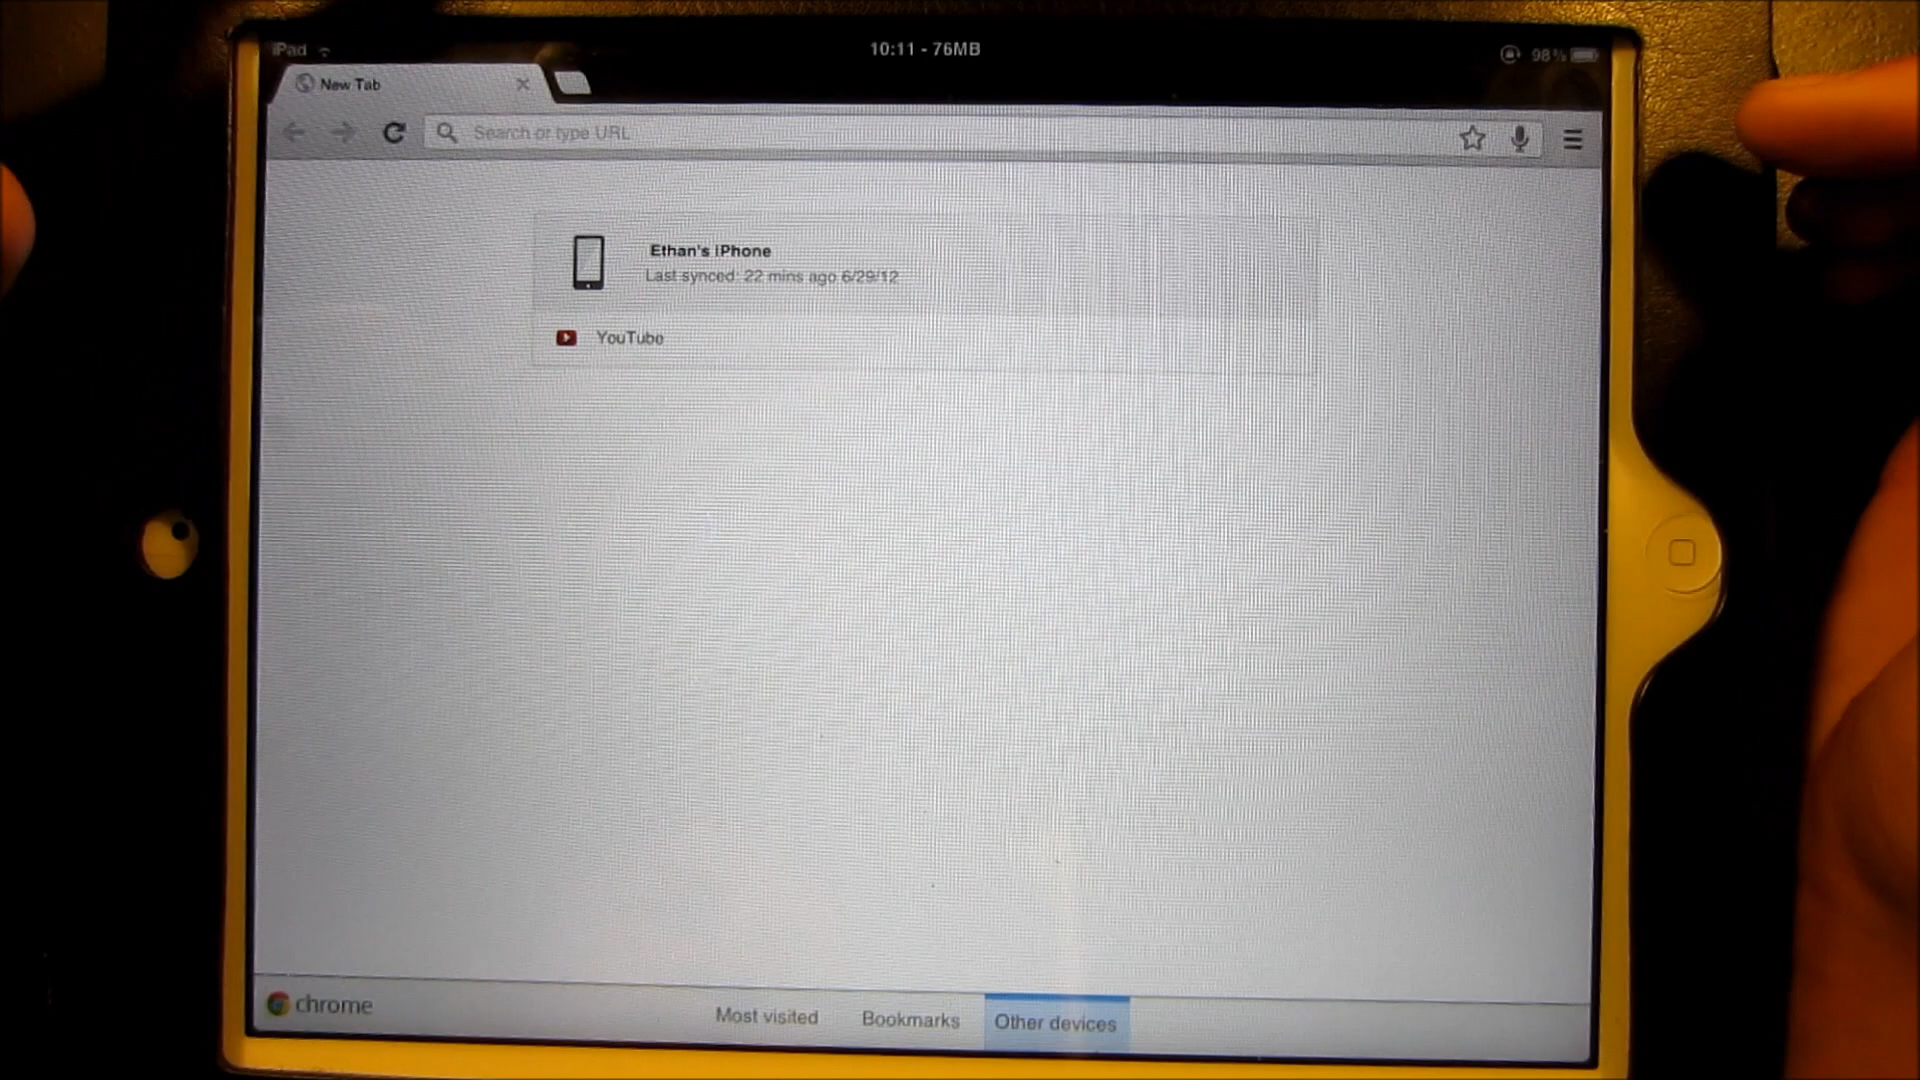 iPad
10:11 - 76MB
98%
New Tab
Search or type URL
Ethan's iPhone
Last synced: 22 mins ago 6/29/12
YouTube
chrome
Most visited
Bookmarks
Other devices